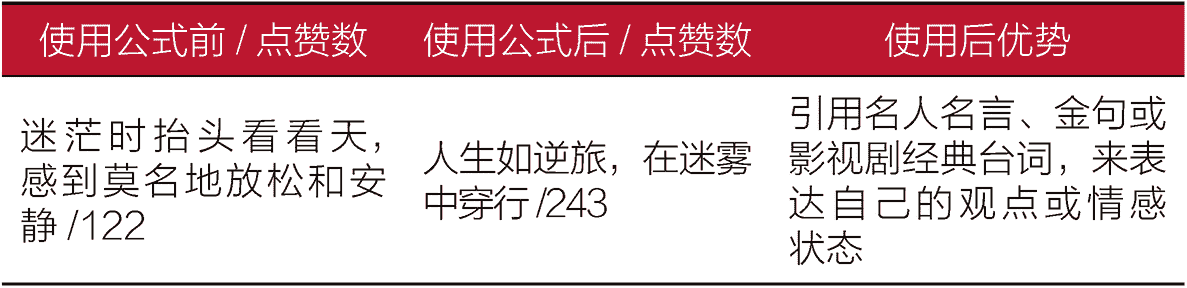 使用公式前 / 点赞数 使用公式后 / 点赞数 使用后优势
迷茫时抬头看看天，
感到莫名地放松和安
静 /122
人生如逆旅，在迷雾
中穿行 /243
引用名人名言、金句或
影视剧经典台词，来表
达自己的观点或情感
状态